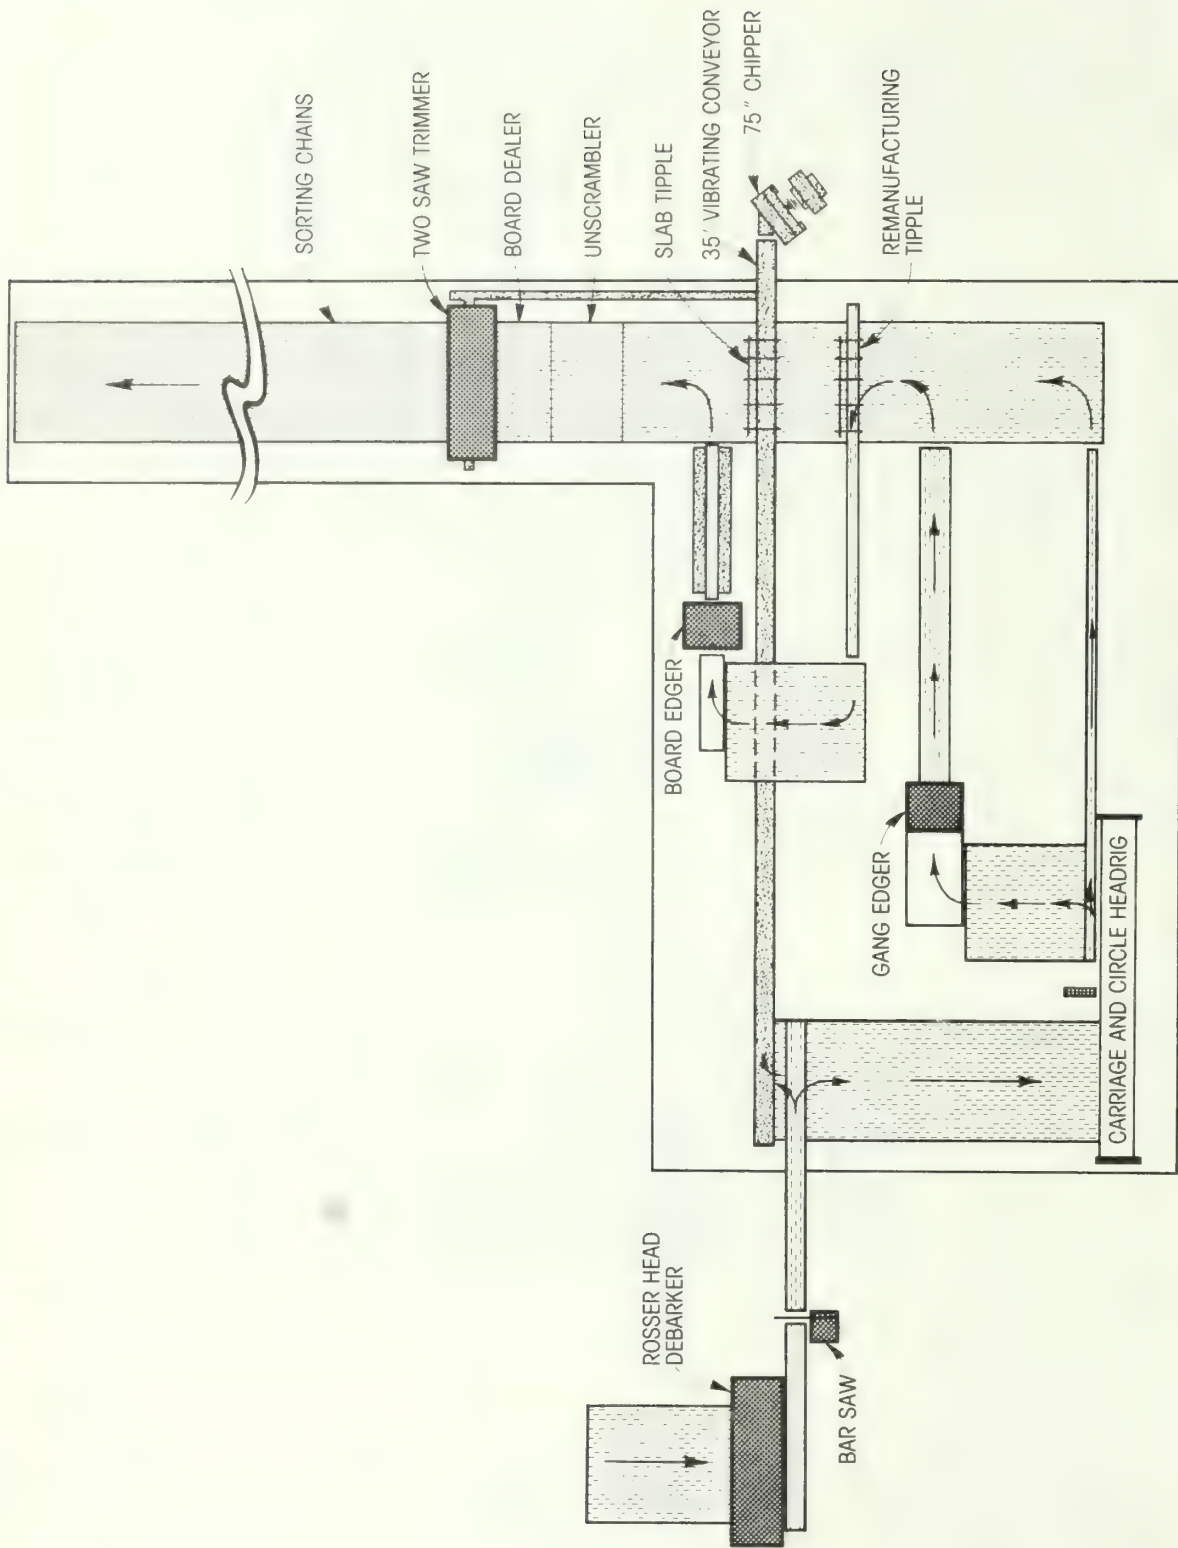 SORTING CHAINS
TWO SAW TRIMMER
BOARD DEALER
UNSCRAMBLER
SLAB TIPPLE
35' VIBRATING CONVEYOR
75" CHIPPER
REMANUFACTURING
TIPPLE
BOARD EDGER
GANG EDGER
CARRIAGE AND CIRCLE HEADRIG
ROSSER HEAD
DEBARKER
BAR SAW